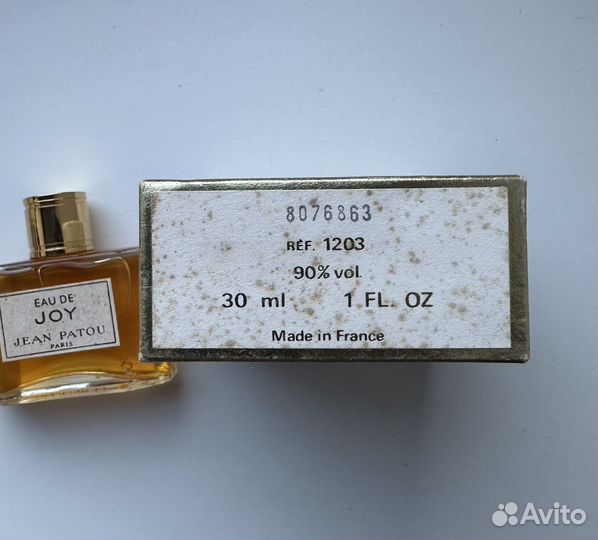 EAU DE
JOY
JEAN PATOU
PARIS
8076863
RÉF. 1203
90% vol.
30 ml 1 FL. OZ
Made in France
Avito